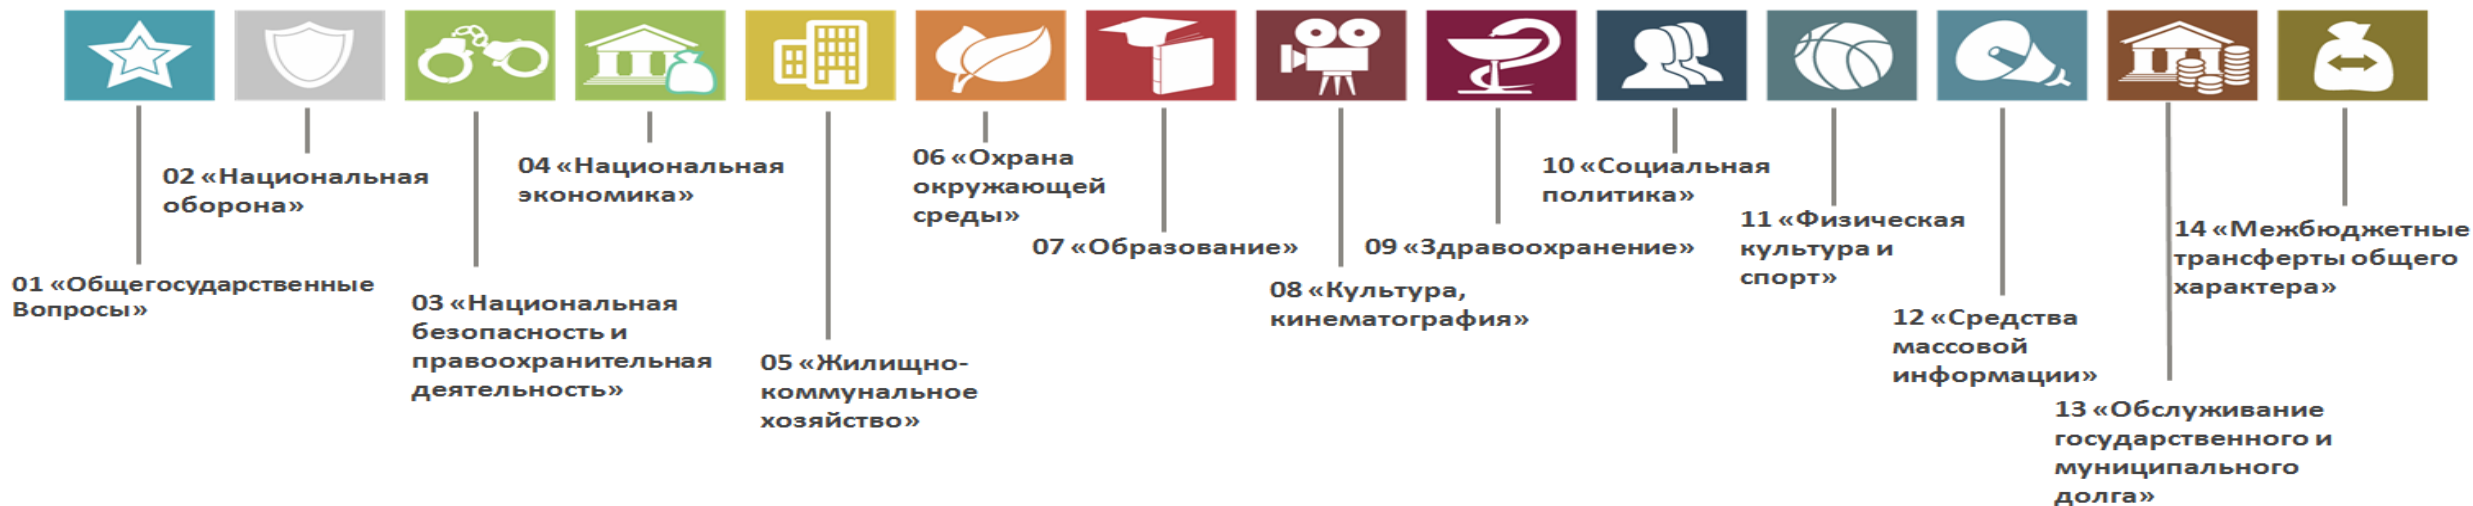 01 «Общегосударственные
Вопросы»
02 «Национальная
оборона»
03 «Национальная
безопасность и
правоохранительная
деятельность»
04 «Национальная
экономика»
05 «Жилищно-
коммунальное
хозяйство»
06 «Охрана
окружающей
среды»
07 «Образование»
08 «Культура,
кинематография»
09 «Здравоохранение»
10 «Социальная
политика»
11 «Физическая
культура и
спорт»
12 «Средства
массовой
информации»
13 «Обслуживание
государственного и
муниципального
долга»
14 «Межбюджетные
трансферты общего
характера»